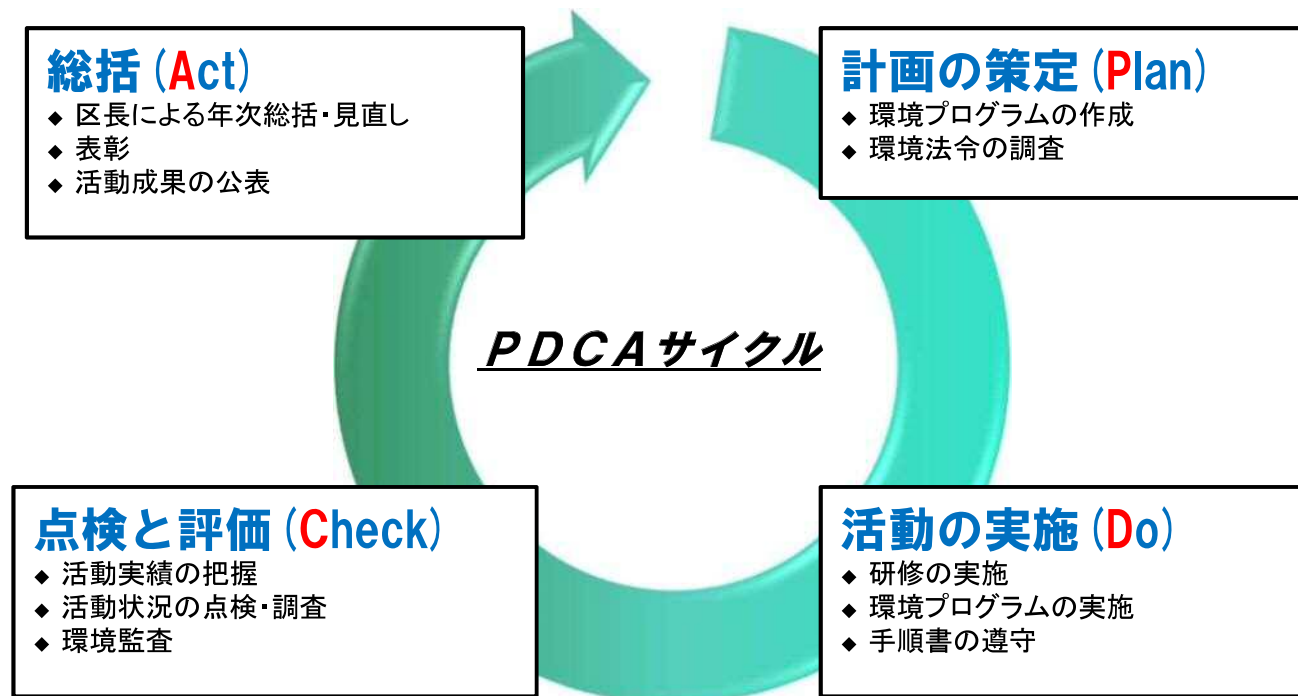 総括(Act)
◆ 区長による年次総括・見直し
◆ 表彰
◆ 活動成果の公表
計画の策定(Plan)
◆ 環境プログラムの作成
◆ 環境法令の調査
PDCAサイクル
点検と評価(Check)
◆ 活動実績の把握
◆ 活動状況の点検・調査
◆ 環境監査
活動の実施(Do)
◆ 研修の実施
◆ 環境プログラムの実施
◆ 手順書の遵守